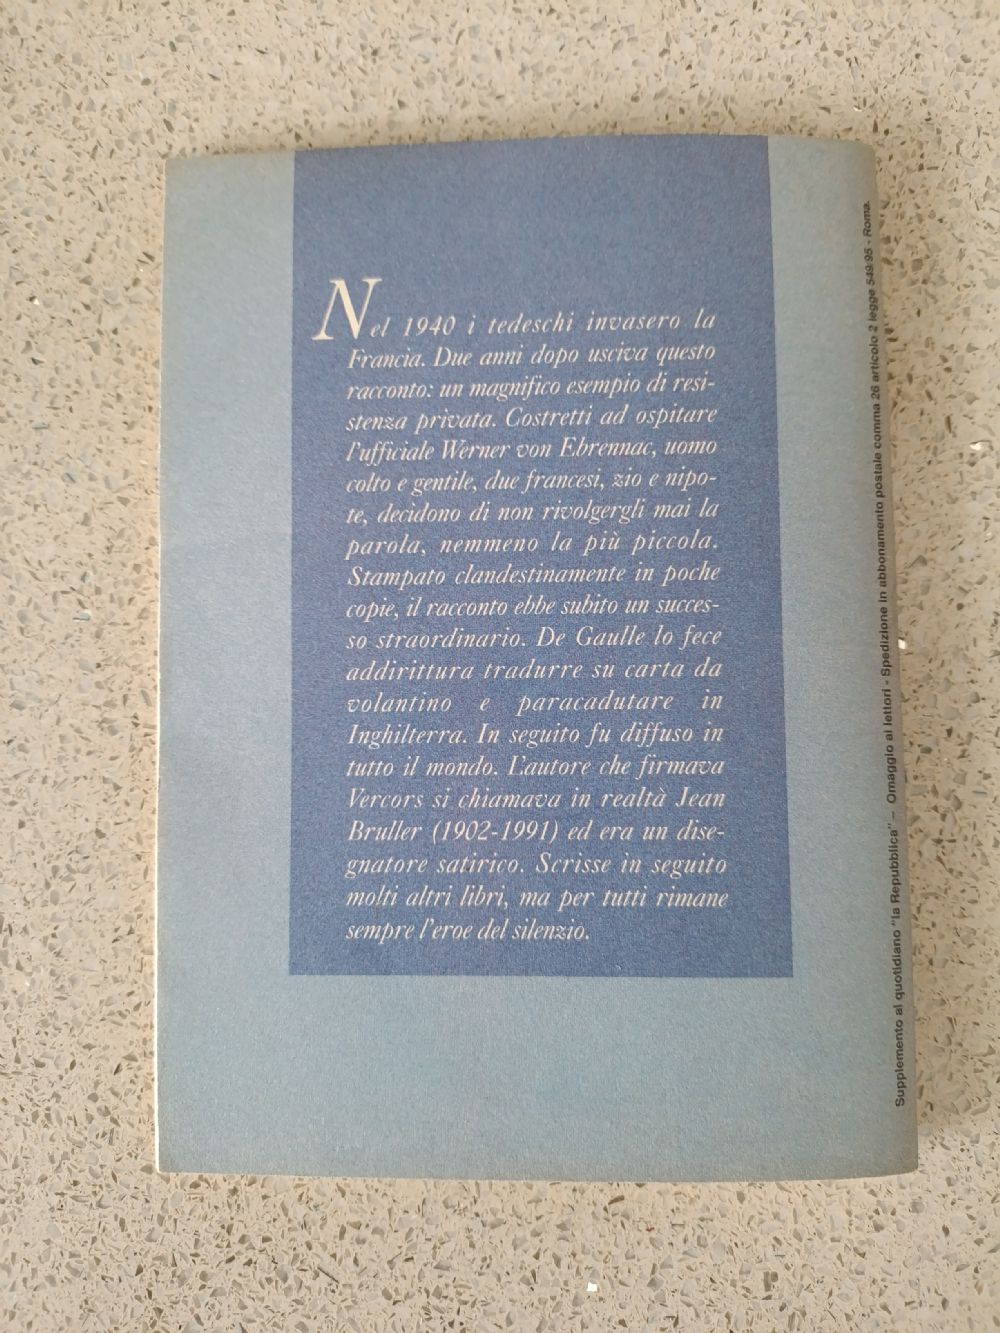 Nel 1940 i tedeschi invasero la
Francia. Due anni dopo usciva questo
racconto: un magnifico esempio di resi-
stenza privata. Costretti ad ospitare
l'ufficiale Werner von Ebrennac, uomo
colto e gentile, due francesi, zio e nipo-
te, decidono di non rivolgergli mai la
parola, nemmeno la più piccola.
Stampato clandestinamente in poche
copie, il racconto ebbe subito un succes-
so straordinario. De Gaulle lo fece
addirittura tradurre su carta da
volantino e paracadutare in
Inghilterra. In seguito fu diffuso in
tutto il mondo. L'autore che firmava
Vercors si chiamava in realtà Jean
Bruller (1902-1991) ed era un dise-
gnatore satirico. Scrisse in seguito
molti altri libri, ma per tutti rimane
sempre l'eroe del silenzio.
Supplemento al quotidiano "la Repubblica" – Omaggio ai lettori - Spedizione in abbonamento postale comma 26 articolo 2 legge 549/95 - Roma.